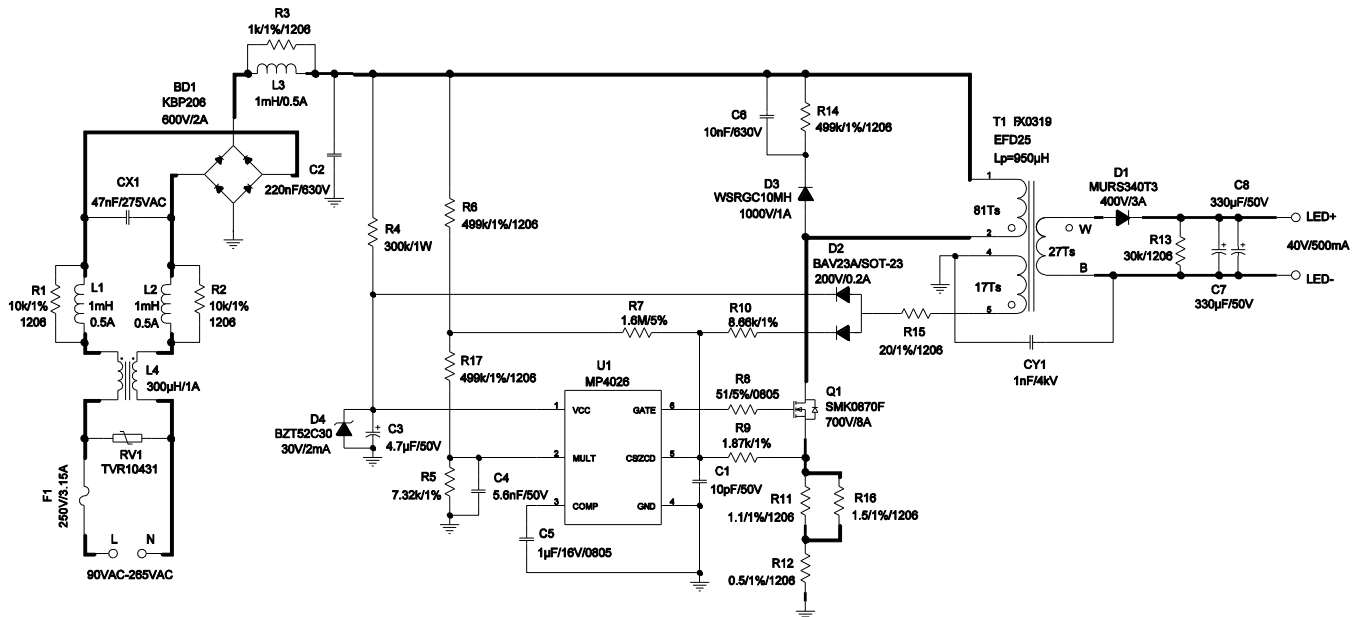 R3
1k/1%/1206
L3
1mH/0.5A
BD1
KBP206
600V/2A
C2
220nF/630V
CX1
47nF/275VAC
R1
10k/1%
1206
L1
1mH
0.5A
L2
1mH
0.5A
R2
10k/1%
1206
L4
300µH/1A
RV1
TVR10431
F1
250V/3.15A
L
N
90VAC-265VAC
R4
300k/1W
R6
499k/1%/1206
R17
499k/1%/1206
D4
BZT52C30
30V/2mA
C3
4.7µF/50V
R5
7.32k/1%
C4
5.6nF/50V
C5
1µF/16V/0805
U1
MP4026
1
VCC
2
MULT
3
COMP
GATE
6
CSZCD
5
GND
4
R7
1.6M/5%
R10
8.66k/1%
R8
51/5%/0805
R9
1.87k/1%
C1
10pF/50V
R11
1.1/1%/1206
R16
1.5/1%/1206
R12
0.5/1%/1206
Q1
SMK0870F
700V/8A
C6
10nF/630V
R14
499k/1%/1206
D3
WSRGC10MH
1000V/1A
D2
BAV23A/SOT-23
200V/0.2A
R15
20/1%/1206
T1 FX0319
EFD25
Lp=950µH
1
81Ts
2
4
17Ts
5
27Ts
W
B
CY1
1nF/4kV
D1
MURS340T3
400V/3A
R13
30k/1206
C8
330µF/50V
C7
330µF/50V
LED+
40V/500mA
LED-